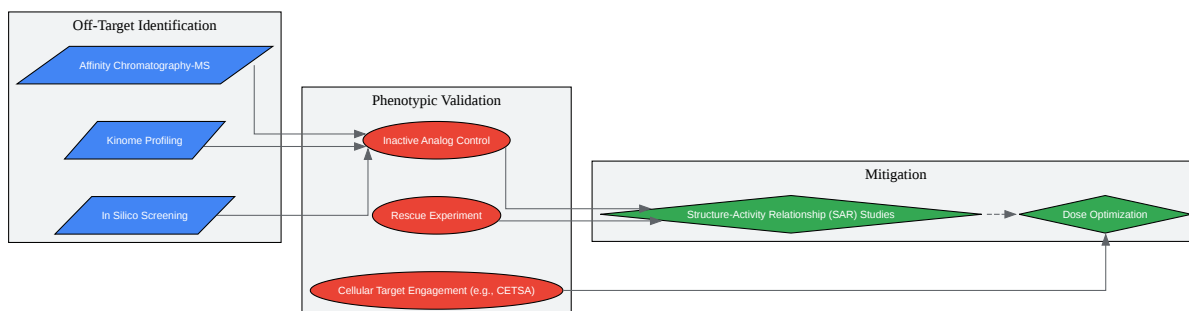 Off-Target Identification
Affinity Chromatography-MS
Kinome Profiling
In Silico Screening
Phenotypic Validation
Inactive Analog Control
Rescue Experiment
Cellular Target Engagement (e.g., CETSA)
Mitigation
Structure-Activity Relationship (SAR) Studies
Dose Optimization